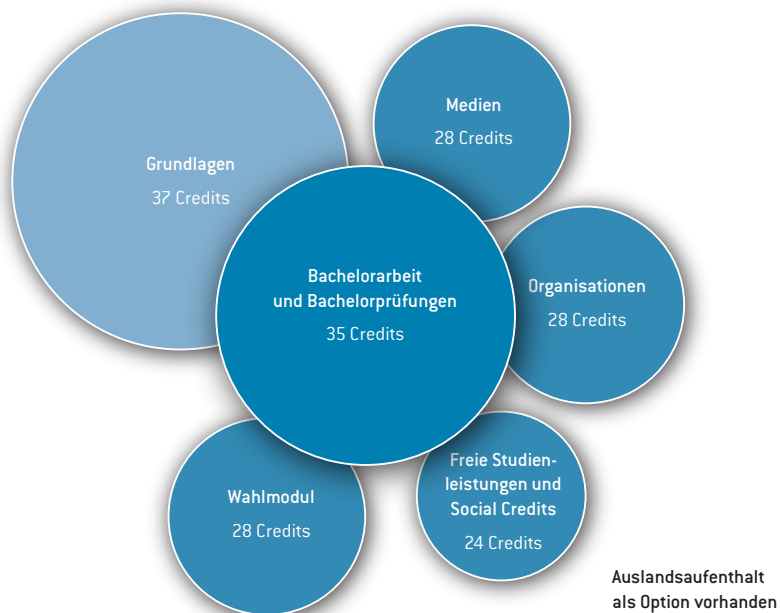 Medien
28 Credits
Grundlagen
37 Credits
Bachelorarbeit
und Bachelorprüfungen
35 Credits
Organisationen
28 Credits
Wahlmodul
28 Credits
Freie Studien-
leistungen und
Social Credits
24 Credits
Auslandsaufenthalt
als Option vorhanden